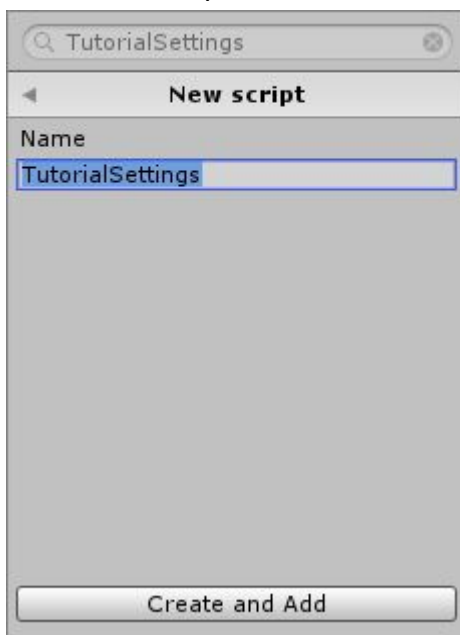 TutorialSettings
New script
Name
TutorialSettings
Create and Add